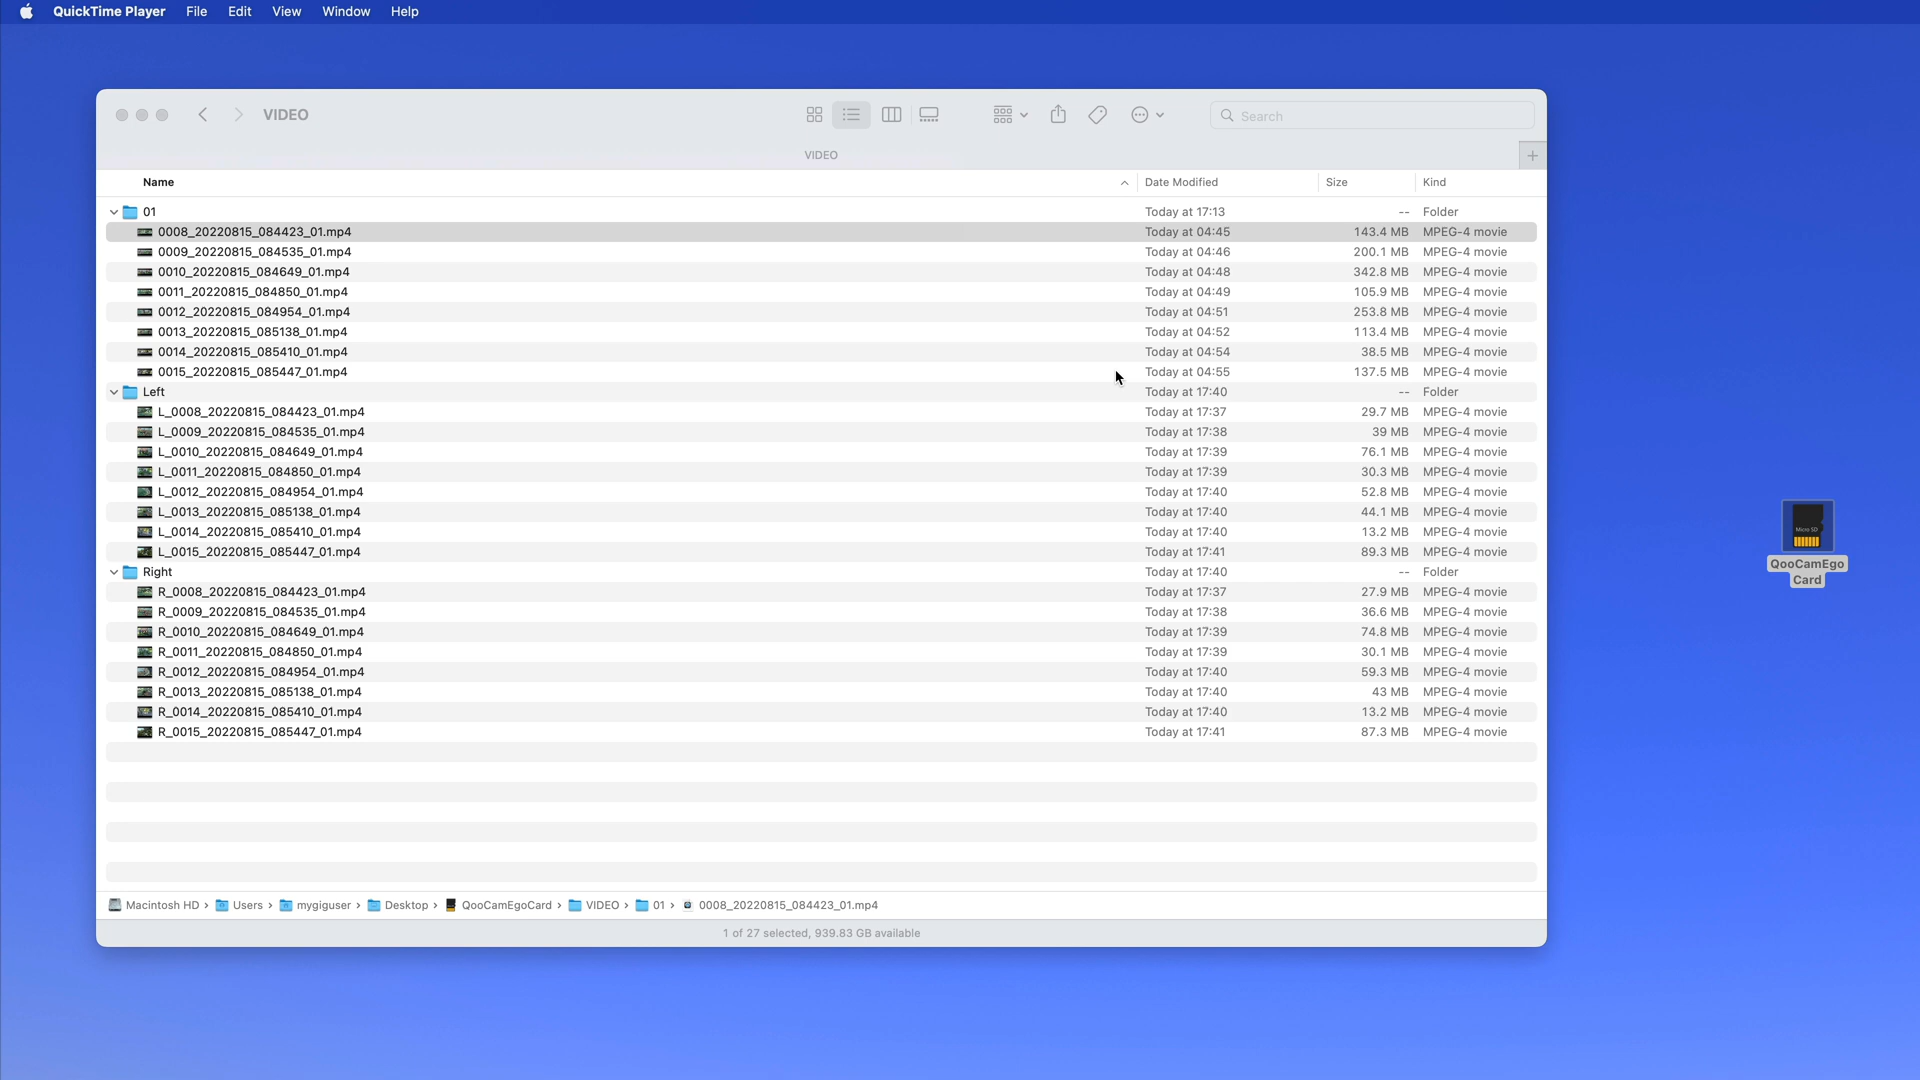 QuickTime Player File Edit View Window Help
VIDEO Search
VIDEO
Name Date Modified Size Kind
01 Today at 17:13 -- Folder
0008_20220815_084423_01.mp4 Today at 04:45 143.4 MB MPEG-4 movie
0009_20220815_084535_01.mp4 Today at 04:46 200.1 MB MPEG-4 movie
0010_20220815_084649_01.mp4 Today at 04:48 342.8 MB MPEG-4 movie
0011_20220815_084850_01.mp4 Today at 04:49 105.9 MB MPEG-4 movie
0012_20220815_084954_01.mp4 Today at 04:51 253.8 MB MPEG-4 movie
0013_20220815_085138_01.mp4 Today at 04:52 113.4 MB MPEG-4 movie
0014_20220815_085410_01.mp4 Today at 04:54 38.5 MB MPEG-4 movie
0015_20220815_085447_01.mp4 Today at 04:55 137.5 MB MPEG-4 movie
Left Today at 17:40 -- Folder
L_0008_20220815_084423_01.mp4 Today at 17:37 29.7 MB MPEG-4 movie
L_0009_20220815_084535_01.mp4 Today at 17:38 39 MB MPEG-4 movie
L_0010_20220815_084649_01.mp4 Today at 17:39 76.1 MB MPEG-4 movie
L_0011_20220815_084850_01.mp4 Today at 17:39 30.3 MB MPEG-4 movie
L_0012_20220815_084954_01.mp4 Today at 17:40 52.8 MB MPEG-4 movie
L_0013_20220815_085138_01.mp4 Today at 17:40 44.1 MB MPEG-4 movie
L_0014_20220815_085410_01.mp4 Today at 17:40 13.2 MB MPEG-4 movie
L_0015_20220815_085447_01.mp4 Today at 17:41 89.3 MB MPEG-4 movie
Right Today at 17:40 -- Folder
R_0008_20220815_084423_01.mp4 Today at 17:37 27.9 MB MPEG-4 movie
R_0009_20220815_084535_01.mp4 Today at 17:38 36.6 MB MPEG-4 movie
R_0010_20220815_084649_01.mp4 Today at 17:39 74.8 MB MPEG-4 movie
R_0011_20220815_084850_01.mp4 Today at 17:39 30.1 MB MPEG-4 movie
R_0012_20220815_084954_01.mp4 Today at 17:40 59.3 MB MPEG-4 movie
R_0013_20220815_085138_01.mp4 Today at 17:40 43 MB MPEG-4 movie
R_0014_20220815_085410_01.mp4 Today at 17:40 13.2 MB MPEG-4 movie
R_0015_20220815_085447_01.mp4 Today at 17:41 87.3 MB MPEG-4 movie
Macintosh HD › Users › mygiguser › Desktop › QooCamEgoCard › VIDEO › 01 › 0008_20220815_084423_01.mp4
1 of 27 selected, 939.83 GB available
Micro SD
QooCamEgo
Card